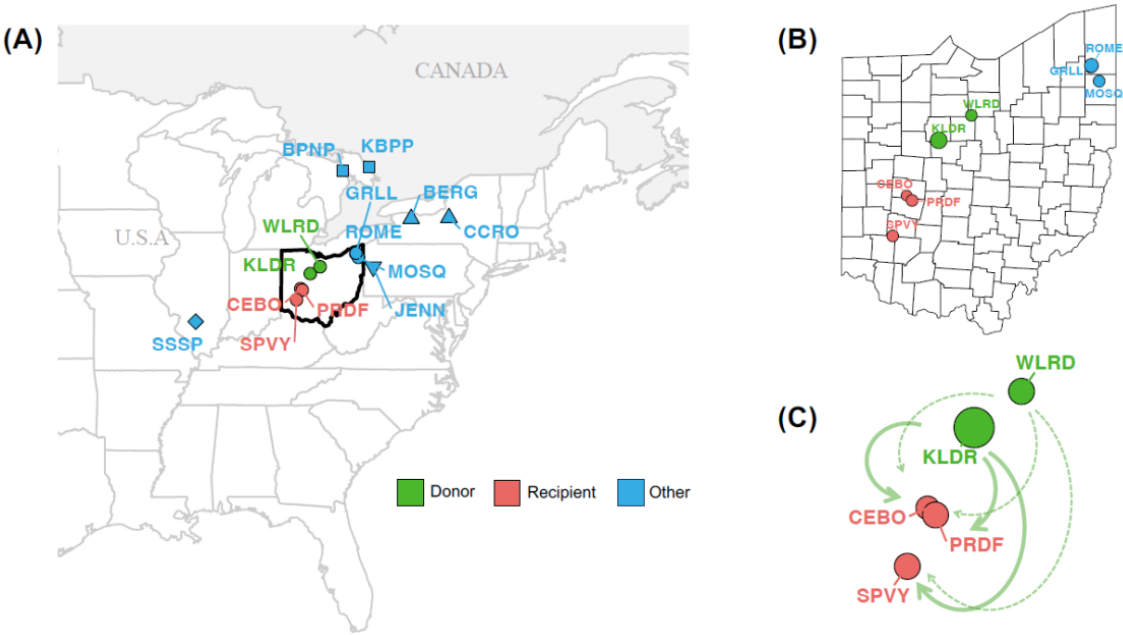 (A)
CANADA
BPNP
KBPP
GRLL
BERG
WLRD
ROME
CCRO
U.S.A
KLDR
MOSQ
CEBO
PRDF
JENN
SSSP
SPVY
Donor
Recipient
Other
(B)
ROME
GRLL
MOSQ
WLRD
KLDR
CEBO
PRDF
SPVY
(C)
WLRD
KLDR
CEBO
PRDF
SPVY